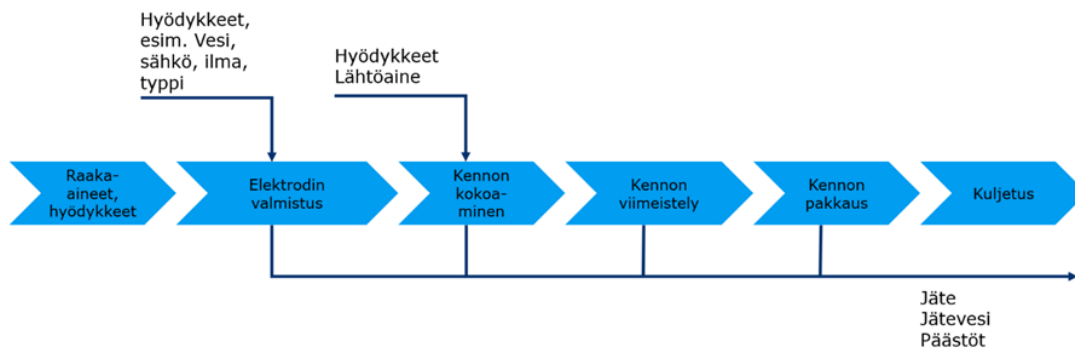 Hyödykkeet,
esim. Vesi,
sähkö, ilma,
typpi
Hyödykkeet
Lähtöaine
Raaka-
aineet,
hyödykkeet
Elektrodin
valmistus
Kennon
kokoa-
minen
Kennon
viimeistely
Kennon
pakkaus
Kuljetus
Jäte
Jätevesi
Päästöt